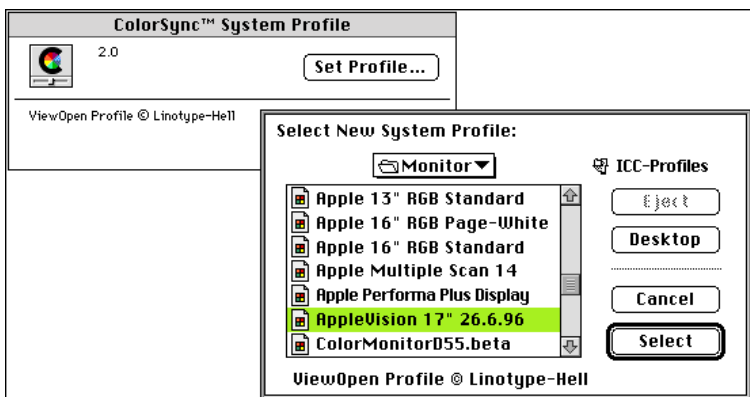 ColorSync™ System Profile
2.0
Set Profile...
ViewOpen Profile © Linotype-Hell
Select New System Profile:
Monitor
ICC-Profiles
Apple 13" RGB Standard
Apple 16" RGB Page-White
Apple 16" RGB Standard
Apple Multiple Scan 14
Apple Performa Plus Display
AppleVision 17" 26.6.96
ColorMonitorD55.beta
Eject
Desktop
Cancel
Select
ViewOpen Profile © Linotype-Hell